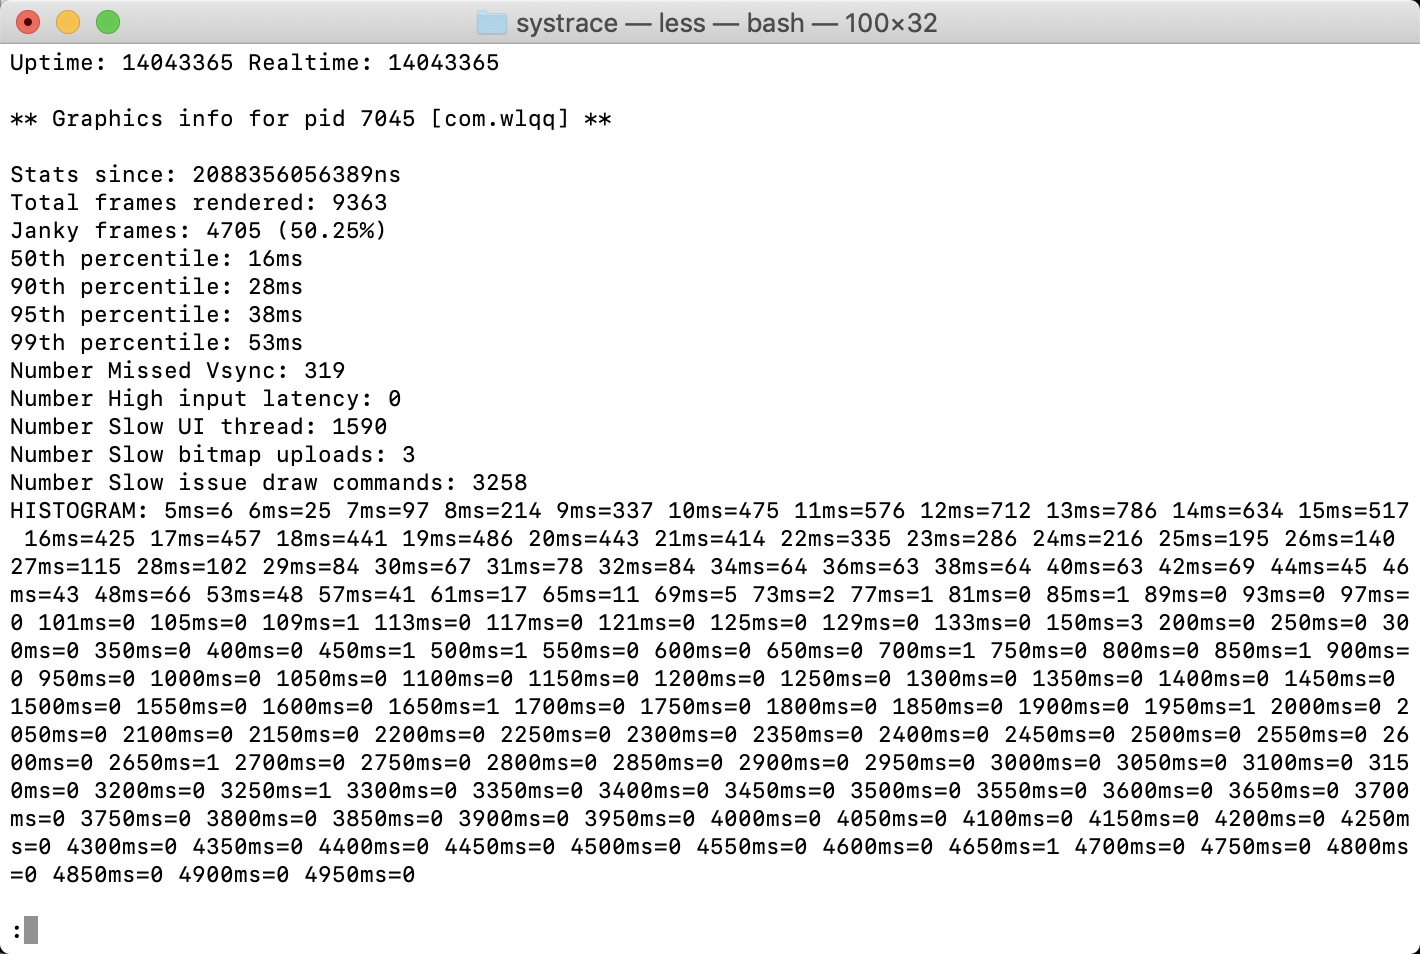 systrace — less — bash — 100×32
Uptime: 14043365 Realtime: 14043365
** Graphics info for pid 7045 [com.wlqq] **
Stats since: 2088356056389ns
Total frames rendered: 9363
Janky frames: 4705 (50.25%)
50th percentile: 16ms
90th percentile: 28ms
95th percentile: 38ms
99th percentile: 53ms
Number Missed Vsync: 319
Number High input latency: 0
Number Slow UI thread: 1590
Number Slow bitmap uploads: 3
Number Slow issue draw commands: 3258
HISTOGRAM: 5ms=6 6ms=25 7ms=97 8ms=214 9ms=337 10ms=475 11ms=576 12ms=712 13ms=786 14ms=634 15ms=517
16ms=425 17ms=457 18ms=441 19ms=486 20ms=443 21ms=414 22ms=335 23ms=286 24ms=216 25ms=195 26ms=140
27ms=115 28ms=102 29ms=84 30ms=67 31ms=78 32ms=84 34ms=64 36ms=63 38ms=64 40ms=63 42ms=69 44ms=45 46
ms=43 48ms=66 53ms=48 57ms=41 61ms=17 65ms=11 69ms=5 73ms=2 77ms=1 81ms=0 85ms=1 89ms=0 93ms=0 97ms=
0 101ms=0 105ms=0 109ms=1 113ms=0 117ms=0 121ms=0 125ms=0 129ms=0 133ms=0 150ms=3 200ms=0 250ms=0 30
0ms=0 350ms=0 400ms=0 450ms=1 500ms=1 550ms=0 600ms=0 650ms=0 700ms=1 750ms=0 800ms=0 850ms=1 900ms=
0 950ms=0 1000ms=0 1050ms=0 1100ms=0 1150ms=0 1200ms=0 1250ms=0 1300ms=0 1350ms=0 1400ms=0 1450ms=0
1500ms=0 1550ms=0 1600ms=0 1650ms=1 1700ms=0 1750ms=0 1800ms=0 1850ms=0 1900ms=0 1950ms=1 2000ms=0 2
050ms=0 2100ms=0 2150ms=0 2200ms=0 2250ms=0 2300ms=0 2350ms=0 2400ms=0 2450ms=0 2500ms=0 2550ms=0 26
00ms=0 2650ms=1 2700ms=0 2750ms=0 2800ms=0 2850ms=0 2900ms=0 2950ms=0 3000ms=0 3050ms=0 3100ms=0 315
0ms=0 3200ms=0 3250ms=1 3300ms=0 3350ms=0 3400ms=0 3450ms=0 3500ms=0 3550ms=0 3600ms=0 3650ms=0 3700
ms=0 3750ms=0 3800ms=0 3850ms=0 3900ms=0 3950ms=0 4000ms=0 4050ms=0 4100ms=0 4150ms=0 4200ms=0 4250m
s=0 4300ms=0 4350ms=0 4400ms=0 4450ms=0 4500ms=0 4550ms=0 4600ms=0 4650ms=1 4700ms=0 4750ms=0 4800ms
=0 4850ms=0 4900ms=0 4950ms=0
: